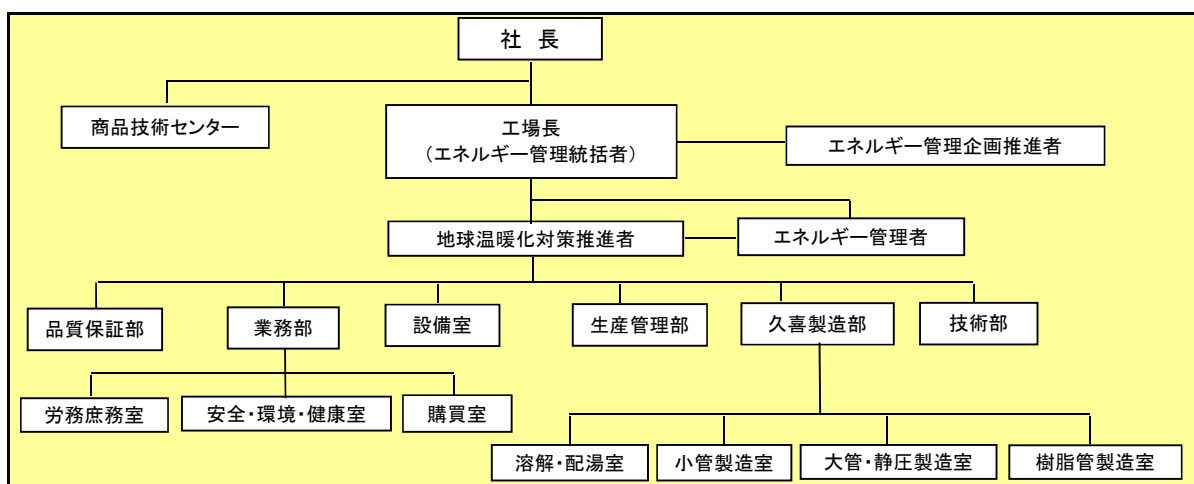 社 長
商品技術センター
工場長
（エネルギー管理統括者）
エネルギー管理企画推進者
地球温暖化対策推進者
エネルギー管理者
品質保証部
業務部
設備室
生産管理部
久喜製造部
技術部
労務庶務室
安全・環境・健康室
購買室
溶解・配湯室
小管製造室
大管・静圧製造室
樹脂管製造室